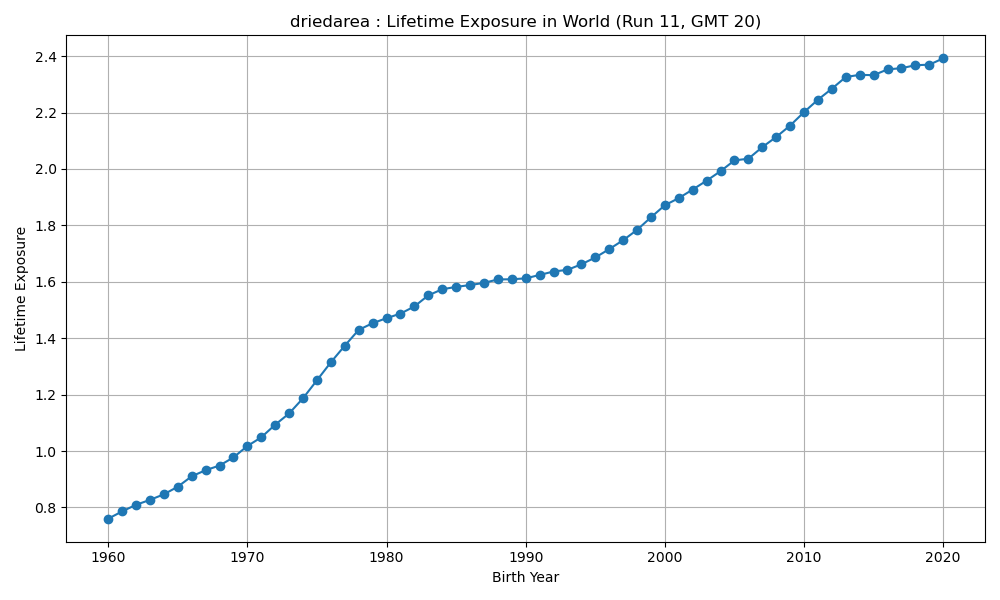 driedarea : Lifetime Exposure in World (Run 11, GMT 20)
Lifetime Exposure
2.4
2.2
2.0
1.8
1.6
1.4
1.2
1.0
0.8
1960 1970 1980 1990 2000 2010 2020
Birth Year